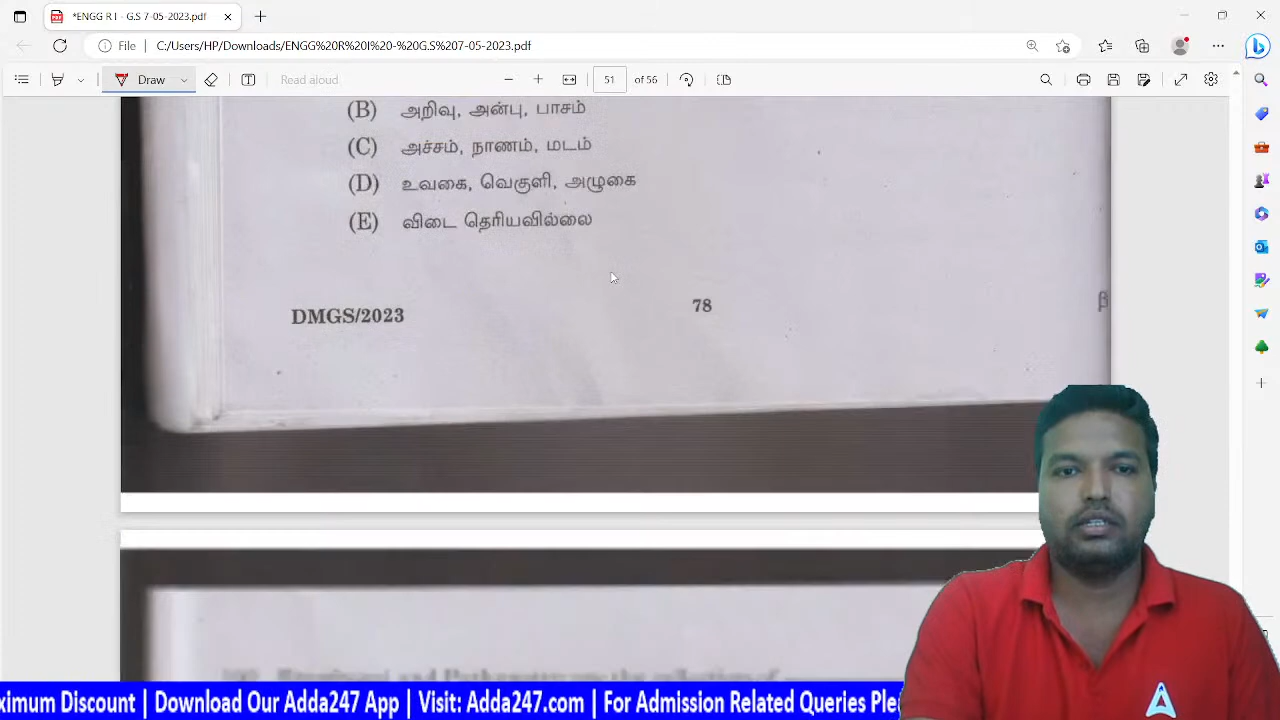 *ENGG R I - G.S 7-05-2023.pdf
File C:/Users/HP/Downloads/ENGG%20R%20I%20-%20G.S%207-05-2023.pdf
Draw Read aloud 51 of 56
(B) அறிவு, அன்பு, பாசம்
(C) அச்சம், நாணம், மடம்
(D) உவகை, வெகுளி, அழுகை
(E) விடை தெரியவில்லை
DMGS/2023 78 β
ximum Discount | Download Our Adda247 App | Visit: Adda247.com | For Admission Related Queries Plea